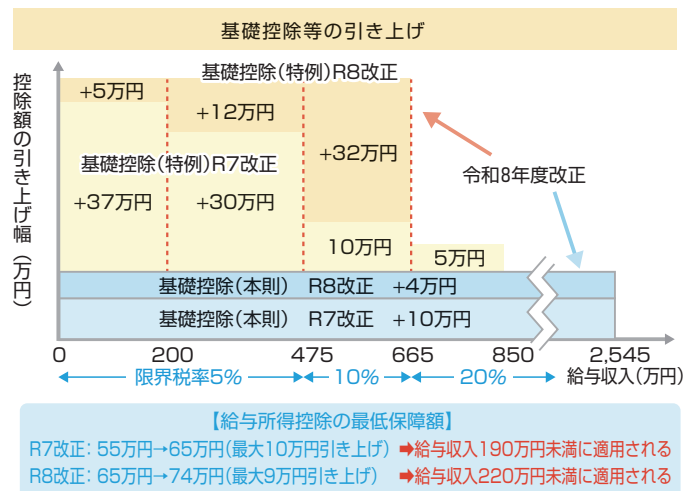 基礎控除等の引き上げ
控除額の引き上げ幅（万円）
基礎控除(特例)R8改正
+5万円
+12万円
+32万円
基礎控除(特例)R7改正
+37万円
+30万円
10万円
5万円
令和8年度改正
基礎控除(本則) R8改正 +4万円
基礎控除(本則) R7改正 +10万円
0 200 475 665 850 2,545
限界税率5% 10% 20% 給与収入(万円)
【給与所得控除の最低保障額】
R7改正: 55万円→65万円(最大10万円引き上げ) ➡給与収入190万円未満に適用される
R8改正: 65万円→74万円(最大9万円引き上げ) ➡給与収入220万円未満に適用される